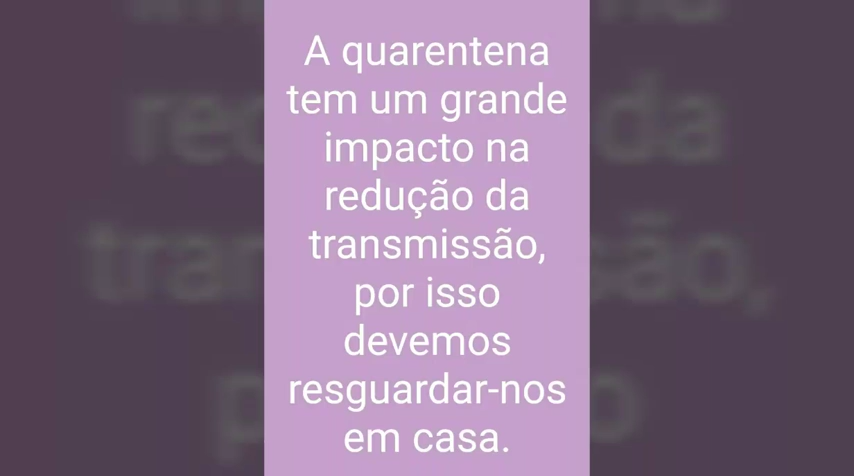 A quarentena
tem um grande
impacto na
redução da
transmissão,
por isso
devemos
resguardar-nos
em casa.